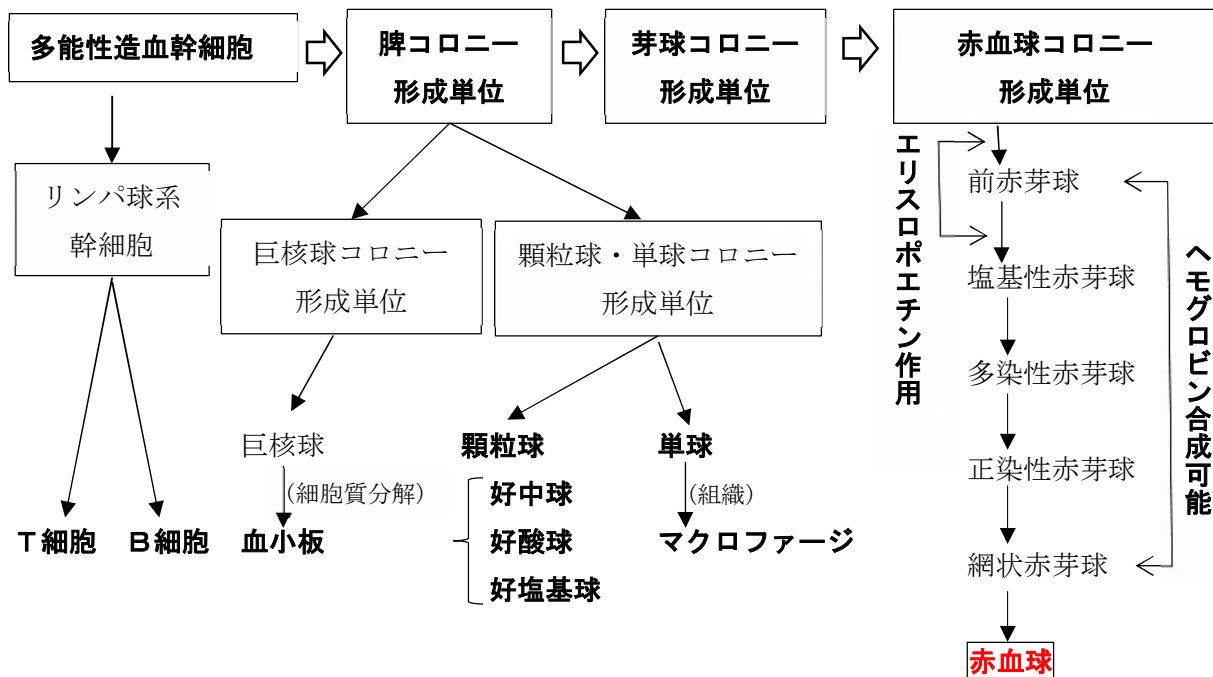 多能性造血幹細胞
脾コロニー
形成単位
芽球コロニー
形成単位
赤血球コロニー
形成単位
リンパ球系
幹細胞
巨核球コロニー
形成単位
顆粒球・単球コロニー
形成単位
エリスロポエチン作用
前赤芽球
塩基性赤芽球
多染性赤芽球
正染性赤芽球
網状赤芽球
赤血球
ヘモグロビン合成可能
巨核球
(細胞質分解)
血小板
顆粒球
好中球
好酸球
好塩基球
単球
(組織)
マクロファージ
T細胞
B細胞